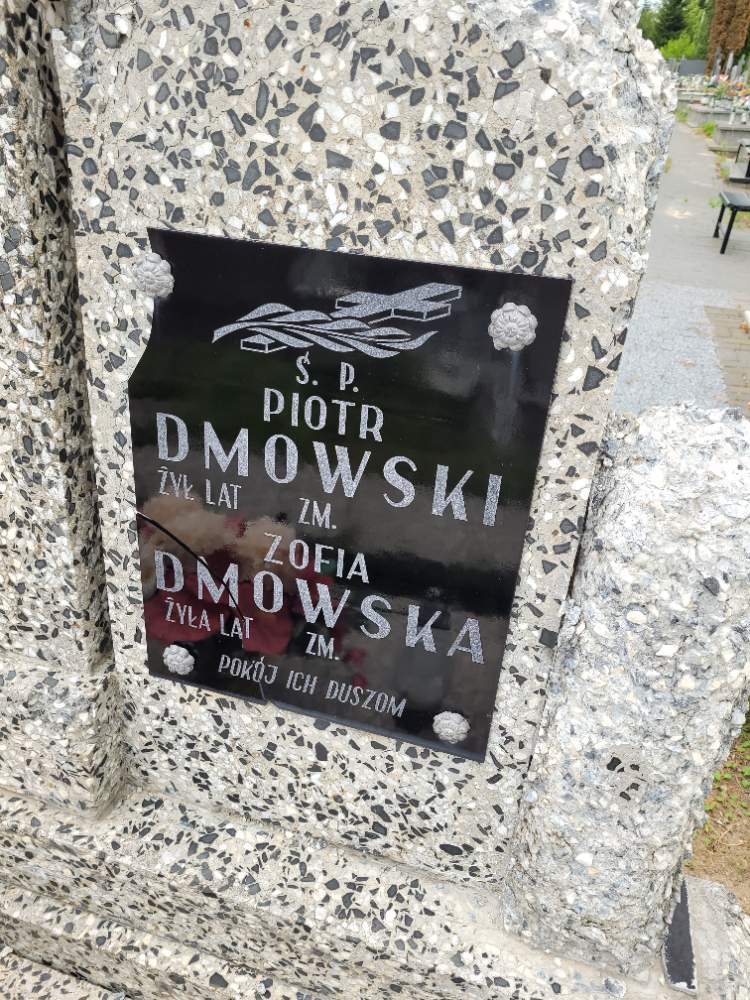 Ś. P.
PIOTR
DMOWSKI
ŻYŁ LAT ZM.
ZOFIA
DMOWSKA
ŻYŁA LAT ZM.
POKÓJ ICH DUSZOM